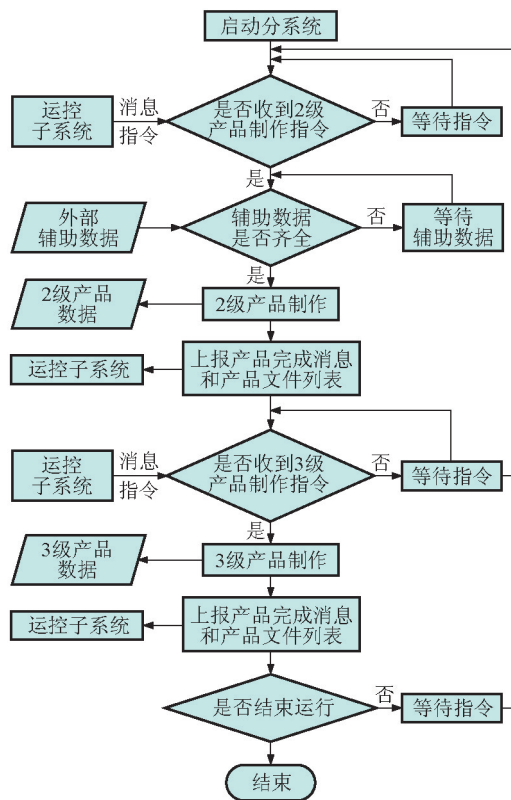 启动分系统
运控
子系统
消息
指令
是否收到2级
产品制作指令
否
等待指令
是
外部
辅助数据
辅助数据
是否齐全
否
等待
辅助数据
是
2级产品
数据
2级产品制作
运控子系统
上报产品完成消息
和产品文件列表
运控
子系统
消息
指令
是否收到3级
产品制作指令
否
等待指令
是
3级产品
数据
3级产品制作
运控子系统
上报产品完成消息
和产品文件列表
是否结束运行
否
等待指令
结束